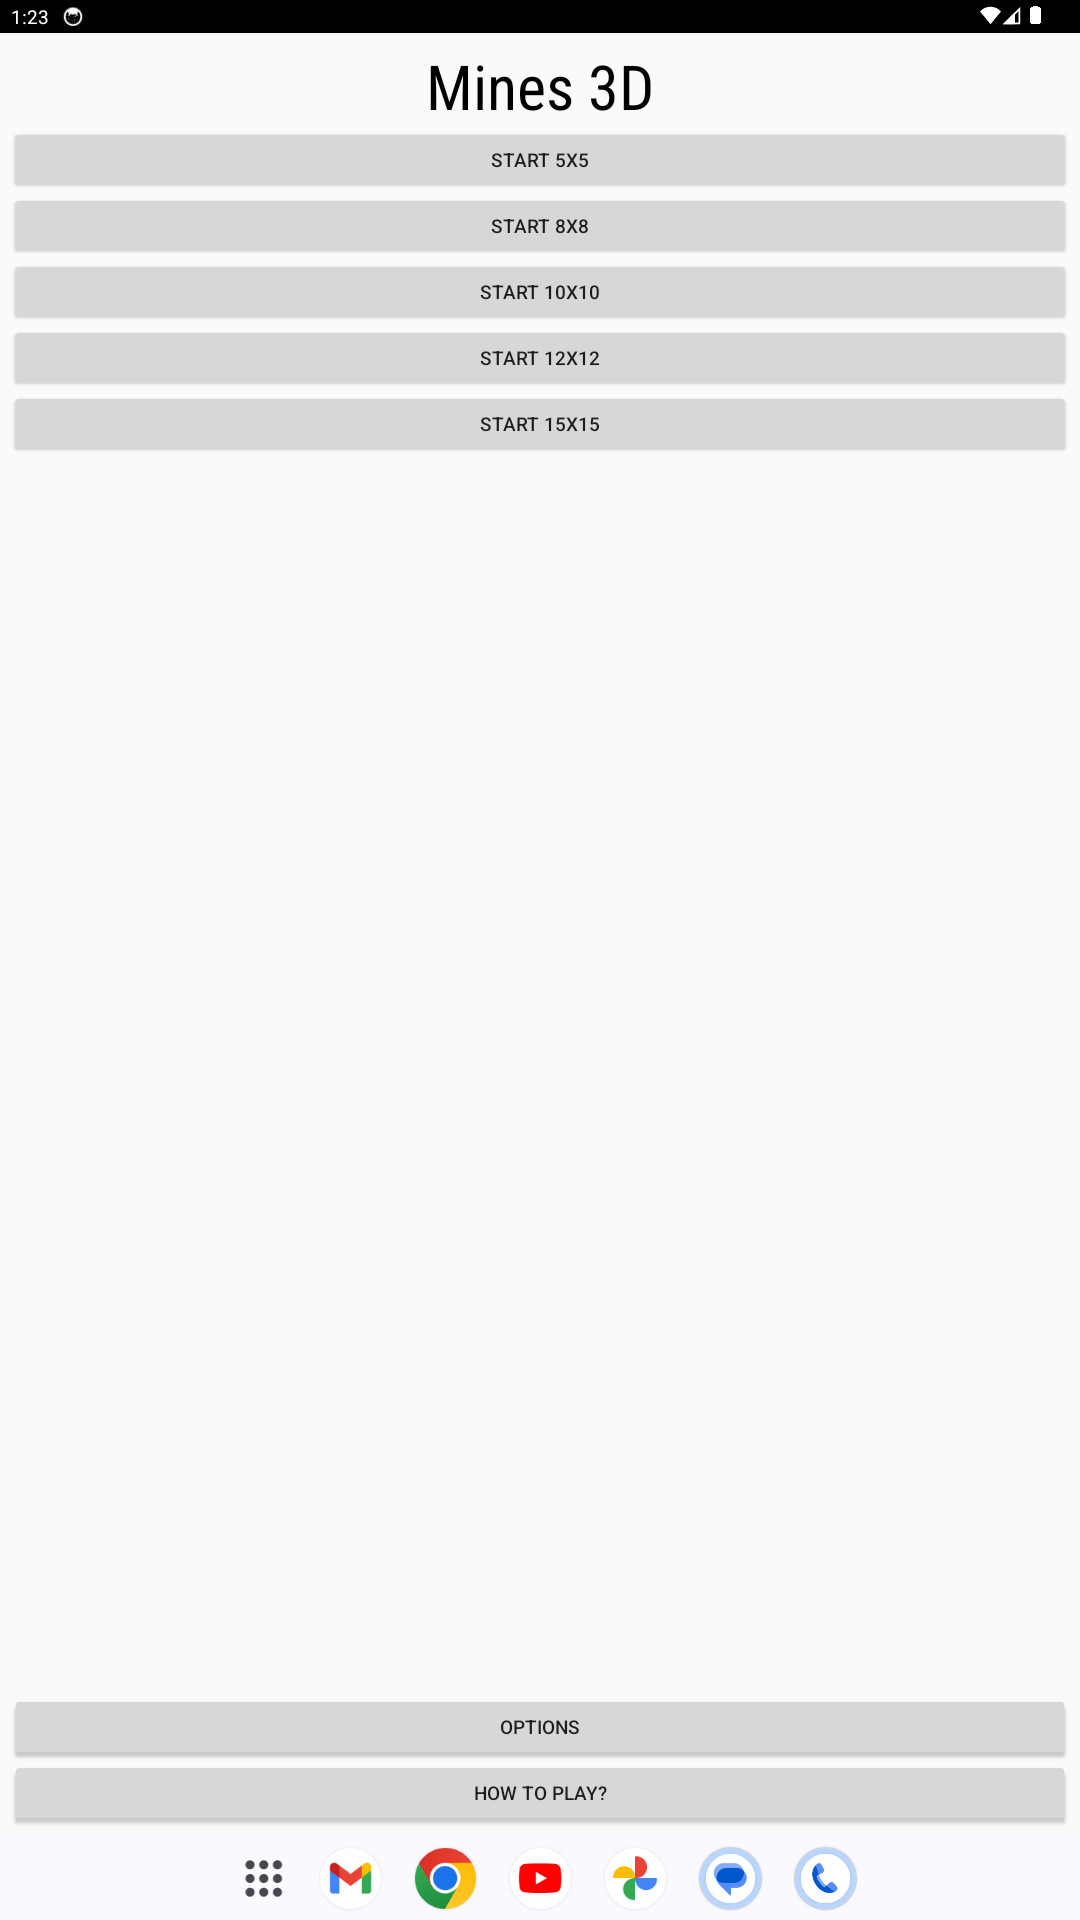 1:23
Mines 3D
START 5X5
START 8X8
START 10X10
START 12X12
START 15X15
OPTIONS
HOW TO PLAY?